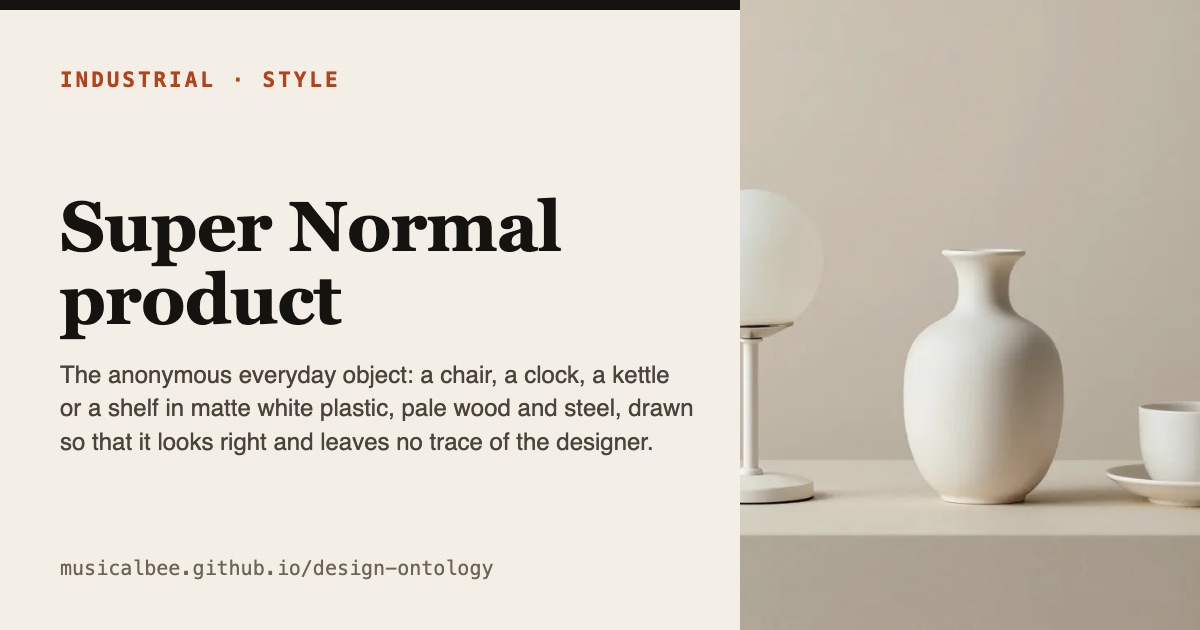 INDUSTRIAL · STYLE
Super Normal
product
The anonymous everyday object: a chair, a clock, a kettle
or a shelf in matte white plastic, pale wood and steel, drawn
so that it looks right and leaves no trace of the designer.
musicalbee.github.io/design-ontology